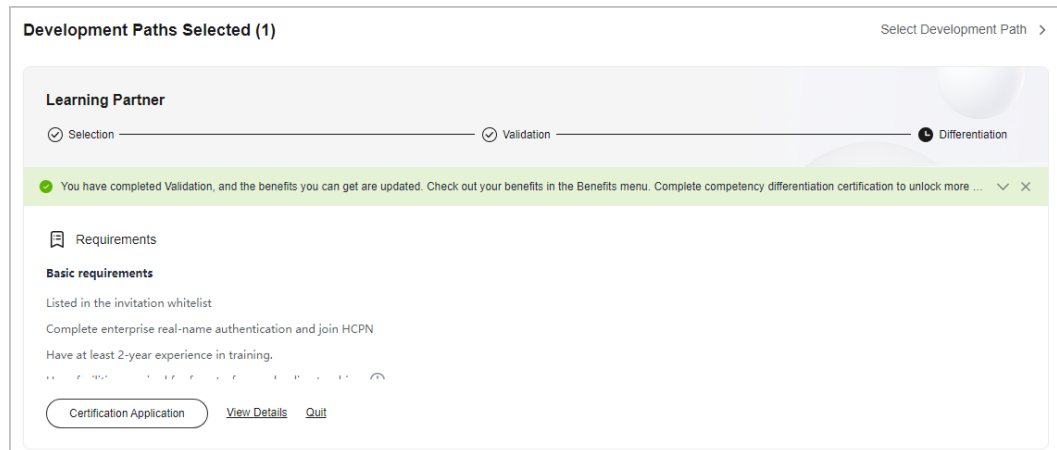 Development Paths Selected (1)
Select Development Path
Learning Partner
Selection
Validation
Differentiation
You have completed Validation, and the benefits you can get are updated. Check out your benefits in the Benefits menu. Complete competency differentiation certification to unlock more ...
Requirements
Basic requirements
Listed in the invitation whitelist
Complete enterprise real-name authentication and join HCPN
Have at least 2-year experience in training.
Certification Application
View Details
Quit